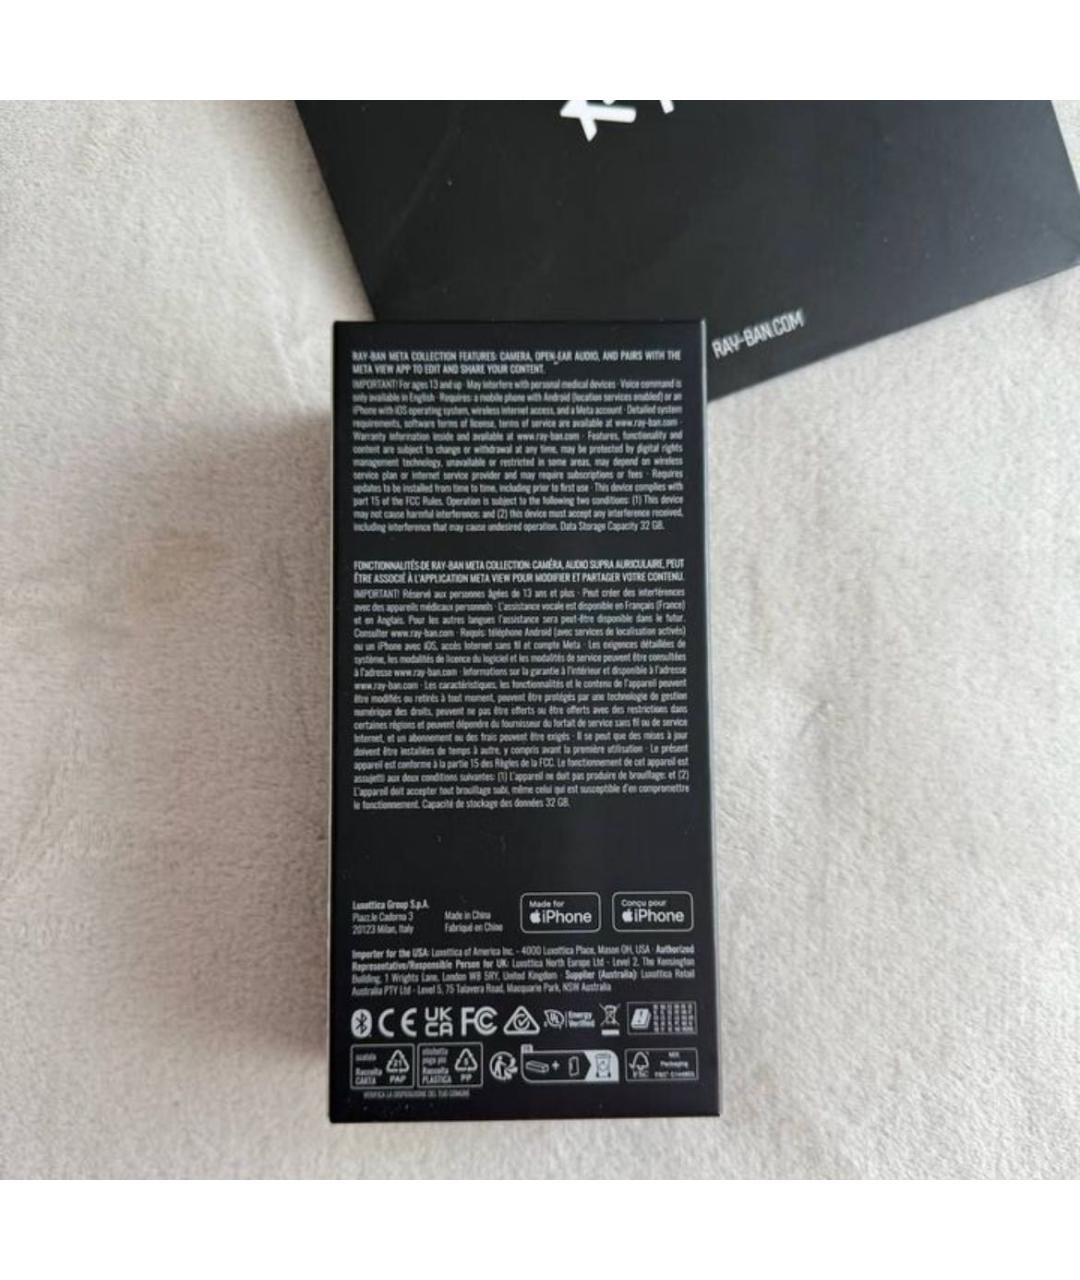 RAY-BAN.COM
RAY-BAN META COLLECTION FEATURES: CAMERA, OPEN-EAR AUDIO, AND PAIRS WITH THE
META VIEW APP TO EDIT AND SHARE YOUR CONTENT.
IMPORTANT! For ages 13 and up · May interfere with personal medical devices · Voice command is
only available in English · Requires: a mobile phone with Android (location services enabled) or an
iPhone with iOS operating system, wireless internet access, and a Meta account · Detailed system
requirements, software terms of license, terms of service are available at www.ray-ban.com ·
Warranty information inside and available at www.ray-ban.com · Features, functionality and
content are subject to change or withdrawal at any time, may be protected by digital rights
management technology, unavailable or restricted in some areas, may depend on wireless
service plan or internet service provider and may require subscriptions or fees · Requires
updates to be installed from time to time, including prior to first use · This device complies with
part 15 of the FCC Rules. Operation is subject to the following two conditions: (1) This device
may not cause harmful interference; and (2) this device must accept any interference received,
including interference that may cause undesired operation. Data Storage Capacity 32 GB.
FONCTIONNALITÉS DE RAY-BAN META COLLECTION: CAMÉRA, AUDIO SUPRA AURICULAIRE, PEUT
ÊTRE ASSOCIÉ À L'APPLICATION META VIEW POUR MODIFIER ET PARTAGER VOTRE CONTENU.
IMPORTANT! Réservé aux personnes âgées de 13 ans et plus · Peut créer des interférences
avec des appareils médicaux personnels · L'assistance vocale est disponible en Français (France)
et en Anglais. Pour les autres langues l'assistance sera peut-être disponible dans le futur.
Consulter www.ray-ban.com · Requis: téléphone Android (avec services de localisation activés)
ou un iPhone avec iOS, accès Internet sans fil et compte Meta · Les exigences détaillées de
système, les modalités de licence du logiciel et les modalités de service peuvent être consultées
à l'adresse www.ray-ban.com · Informations sur la garantie à l'intérieur et disponible à l'adresse
www.ray-ban.com · Les caractéristiques, les fonctionnalités et le contenu de l'appareil peuvent
être modifiés ou retirés à tout moment, peuvent être protégés par une technologie de gestion
numérique des droits, peuvent ne pas être offerts ou être offerts avec des restrictions dans
certaines régions et peuvent dépendre du fournisseur du forfait de service sans fil ou de service
Internet, et un abonnement ou des frais peuvent être exigés · Il se peut que des mises à jour
doivent être installées de temps à autre, y compris avant la première utilisation · Le présent
appareil est conforme à la partie 15 des Règles de la FCC. Le fonctionnement de cet appareil est
assujetti aux deux conditions suivantes: (1) L'appareil ne doit pas produire de brouillage; et (2)
L'appareil doit accepter tout brouillage subi, même celui qui est susceptible d'en compromettre
le fonctionnement. Capacité de stockage des données 32 GB.
Luxottica Group S.p.A.
Piazz.le Cadorna 3
20123 Milan, Italy
Made in China
Fabriqué en Chine
Made for
iPhone
Conçu pour
iPhone
Importer for the USA: Luxottica of America Inc. - 4000 Luxottica Place, Mason OH, USA · Authorized
Representative/Responsible Person for UK: Luxottica North Europe Ltd - Level 2, The Kensington
Building, 1 Wrights Lane, London W8 5RY, United Kingdom · Supplier (Australia): Luxottica Retail
Australia PTY Ltd - Level 5, 75 Talavera Road, Macquarie Park, NSW Australia
CE UK CA FC UL Energy Verified
scatola
Raccolta
CARTA
21
PAP
etichetta
Raccolta
PLASTICA
5
PP
FR
+
FSC
MIX
Packaging
VERIFICA LA DISPOSIZIONE DEL TUO COMUNE